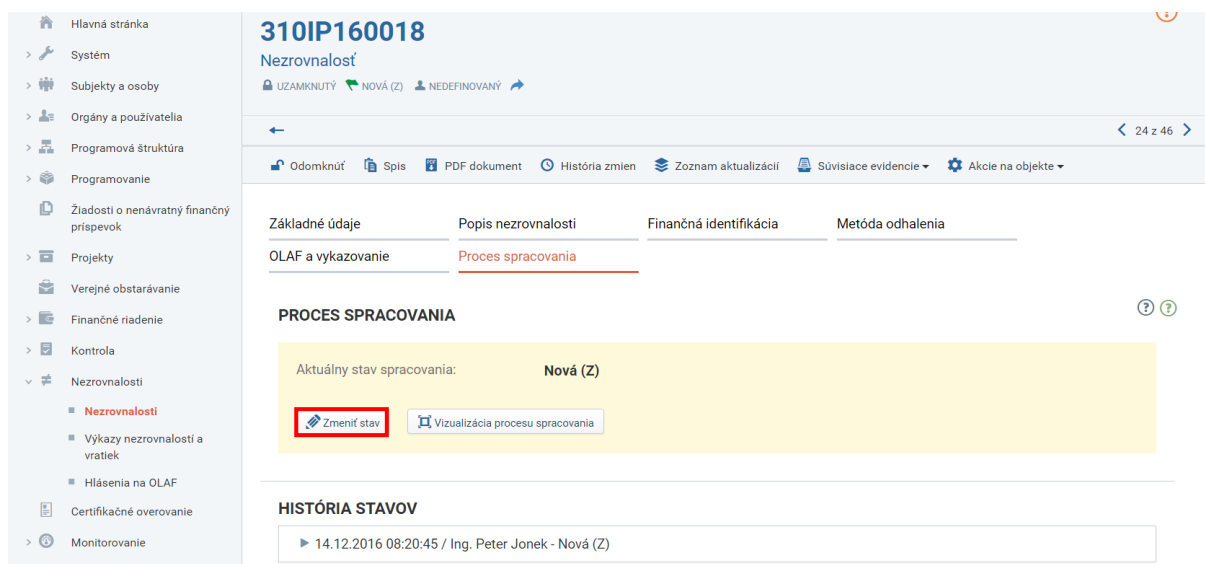 Hlavná stránka
Systém
Subjekty a osoby
Orgány a používatelia
Programová štruktúra
Programovanie
Žiadosti o nenávratný finančný
príspevok
Projekty
Verejné obstarávanie
Finančné riadenie
Kontrola
Nezrovnalosti
Nezrovnalosti
Výkazy nezrovnalostí a
vratiek
Hlásenia na OLAF
Certifikačné overovanie
Monitorovanie
310IP160018
Nezrovnalosť
UZAMKNUTÝ NOVÁ (Z) NEDEFINOVANÝ
24 z 46
Odomknúť Spis PDF dokument História zmien Zoznam aktualizácií Súvisiace evidencie Akcie na objekte
Základné údaje Popis nezrovnalosti Finančná identifikácia Metóda odhalenia
OLAF a vykazovanie Proces spracovania
PROCES SPRACOVANIA
Aktuálny stav spracovania: Nová (Z)
Zmeniť stav Vizualizácia procesu spracovania
HISTÓRIA STAVOV
14.12.2016 08:20:45 / Ing. Peter Jonek - Nová (Z)